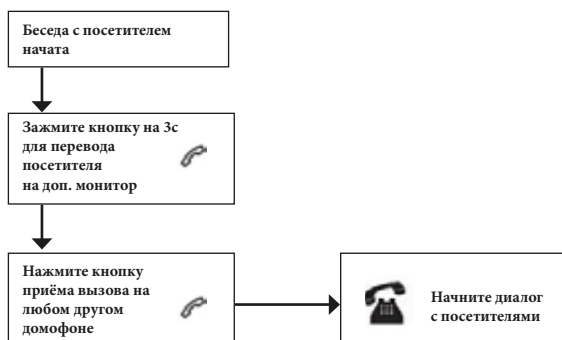 Беседа с посетителем
начата
Зажмите кнопку на 3с
для перевода
посетителя
на доп. монитор
Нажмите кнопку
приёма вызова на
любом другом
домофоне
Начните диалог
с посетителями